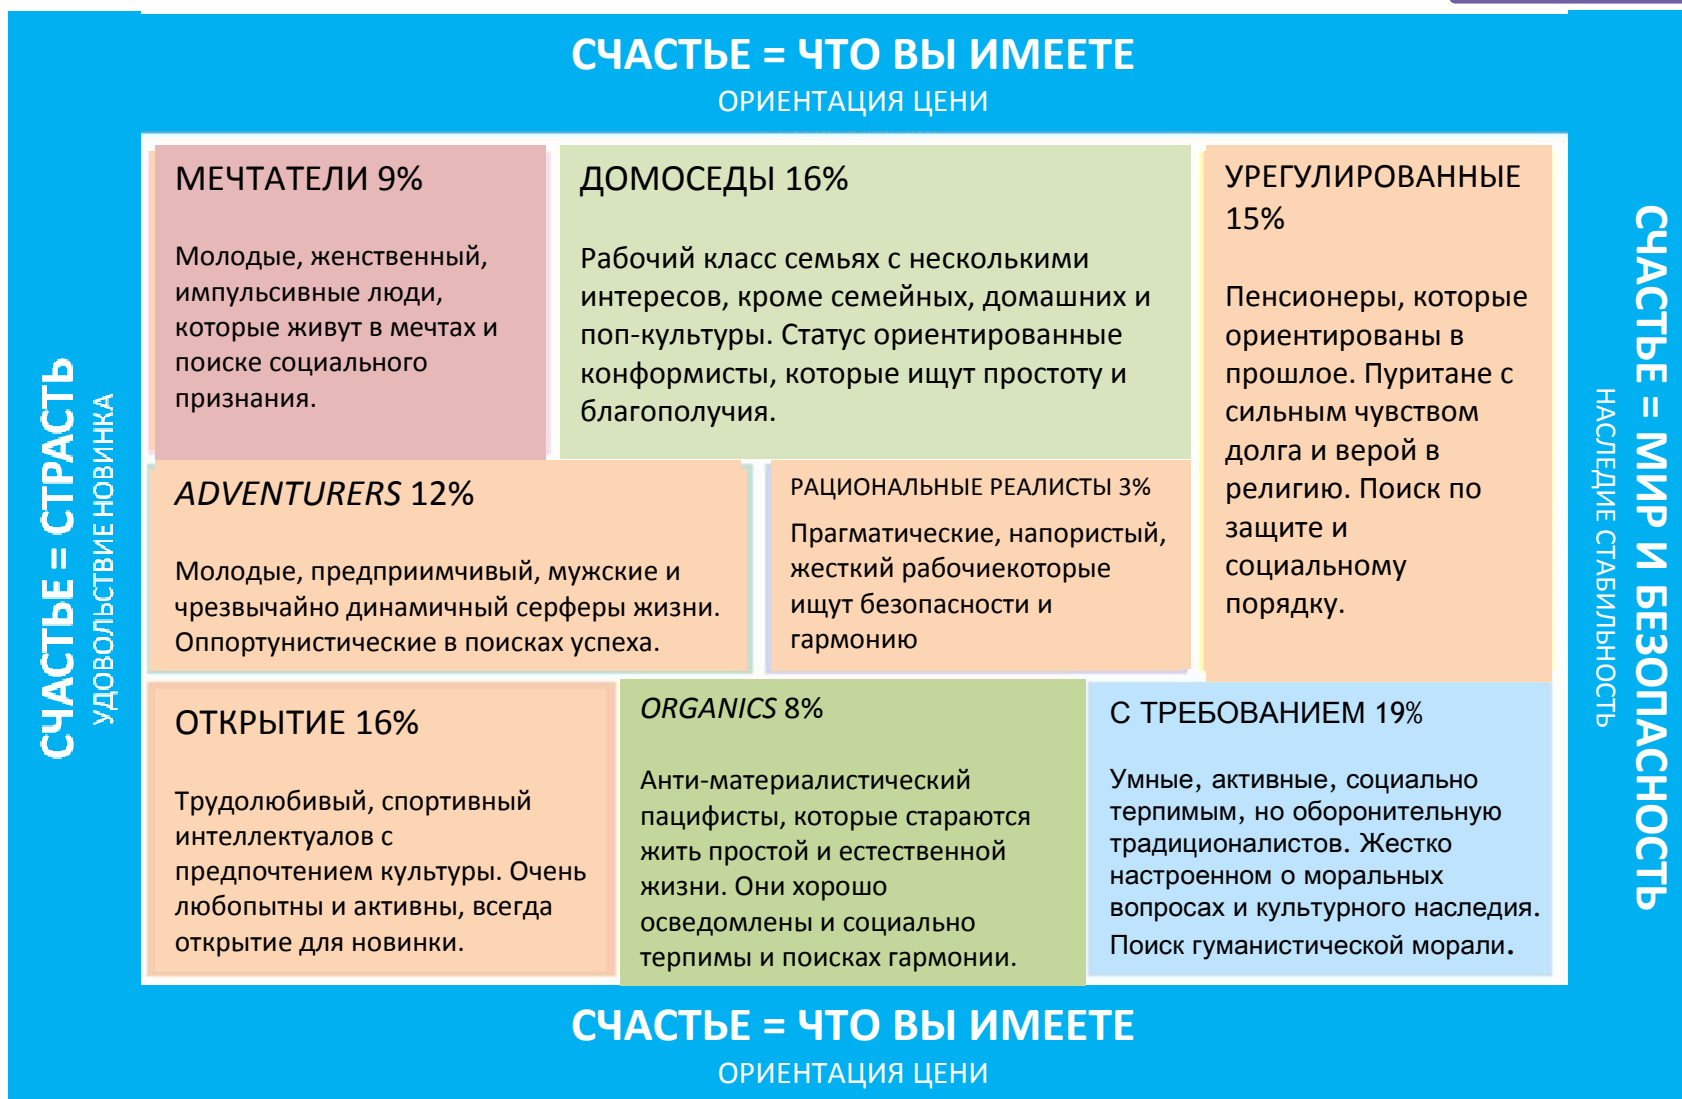 СЧАСТЬЕ = ЧТО ВЫ ИМЕЕТЕ
ОРИЕНТАЦИЯ ЦЕНИ
СЧАСТЬЕ = СТРАСТЬ
УДОВОЛЬСТВИЕ НОВИНКА
МЕЧТАТЕЛИ 9%
Молодые, женственный,
импульсивные люди,
которые живут в мечтах и
поиске социального
признания.
ДОМОСЕДЫ 16%
Рабочий класс семьях с несколькими
интересов, кроме семейных, домашних и
поп-культуры. Статус ориентированные
конформисты, которые ищут простоту и
благополучия.
УРЕГУЛИРОВАННЫЕ
15%
Пенсионеры, которые
ориентированы в
прошлое. Пуритане с
сильным чувством
долга и верой в
религию. Поиск по
защите и
социальному
порядку.
ADVENTURERS 12%
Молодые, предприимчивый, мужские и
чрезвычайно динамичный серферы жизни.
Оппортунистические в поисках успеха.
РАЦИОНАЛЬНЫЕ РЕАЛИСТЫ 3%
Прагматические, напористый,
жесткий рабочиекоторые
ищут безопасности и
гармонию
ОТКРЫТИЕ 16%
Трудолюбивый, спортивный
интеллектуалов с
предпочтением культуры. Очень
любопытны и активны, всегда
открытие для новинки.
ORGANICS 8%
Анти-материалистический
пацифисты, которые стараются
жить простой и естественной
жизни. Они хорошо
осведомлены и социально
терпимы и поисках гармонии.
С ТРЕБОВАНИЕМ 19%
Умные, активные, социально
терпимым, но оборонительную
традиционалистов. Жестко
настроенном о моральных
вопросах и культурного наследия.
Поиск гуманистической морали.
СЧАСТЬЕ = МИР И БЕЗОПАСНОСТЬ
НАСЛЕДИЕ СТАБИЛЬНОСТЬ
СЧАСТЬЕ = ЧТО ВЫ ИМЕЕТЕ
ОРИЕНТАЦИЯ ЦЕНИ